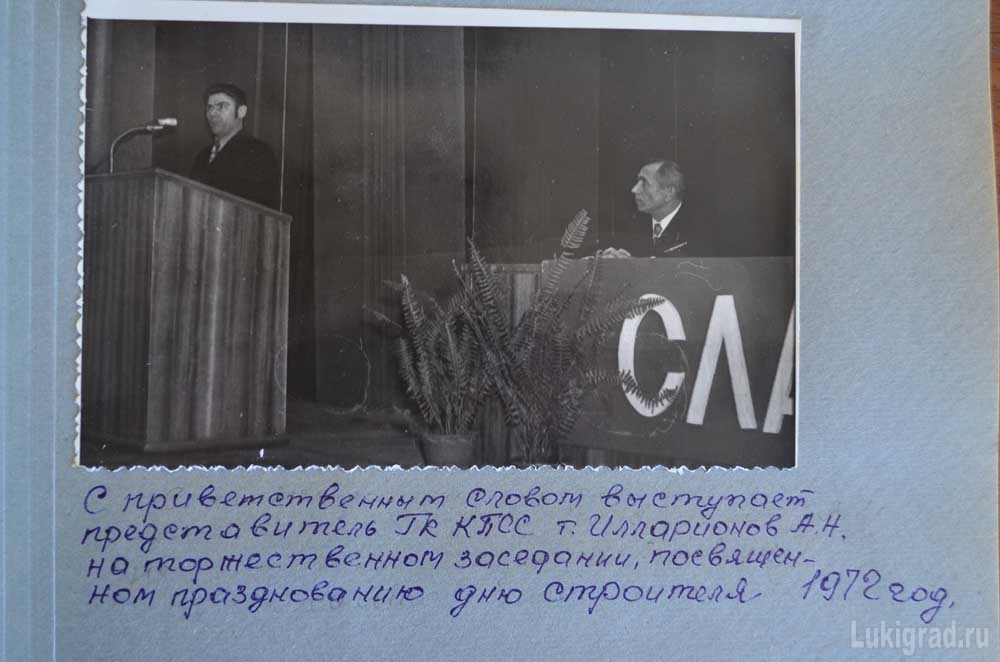 СЛА
С приветственным словом выступает
представитель ГК КПСС т. Илларионов А.Н.
на торжественном заседании, посвящен-
ном празднованию дню строителя 1972 год.
Lukigrad.ru